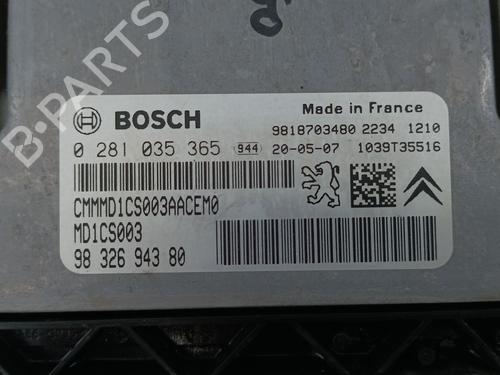 B-PARTS
BOSCH
Made in France
9818703480 2234 1210
0 281 035 365 944 20-05-07 1039T35516
CMMMD1CS003AACEM0
MD1CS003
98 326 943 80